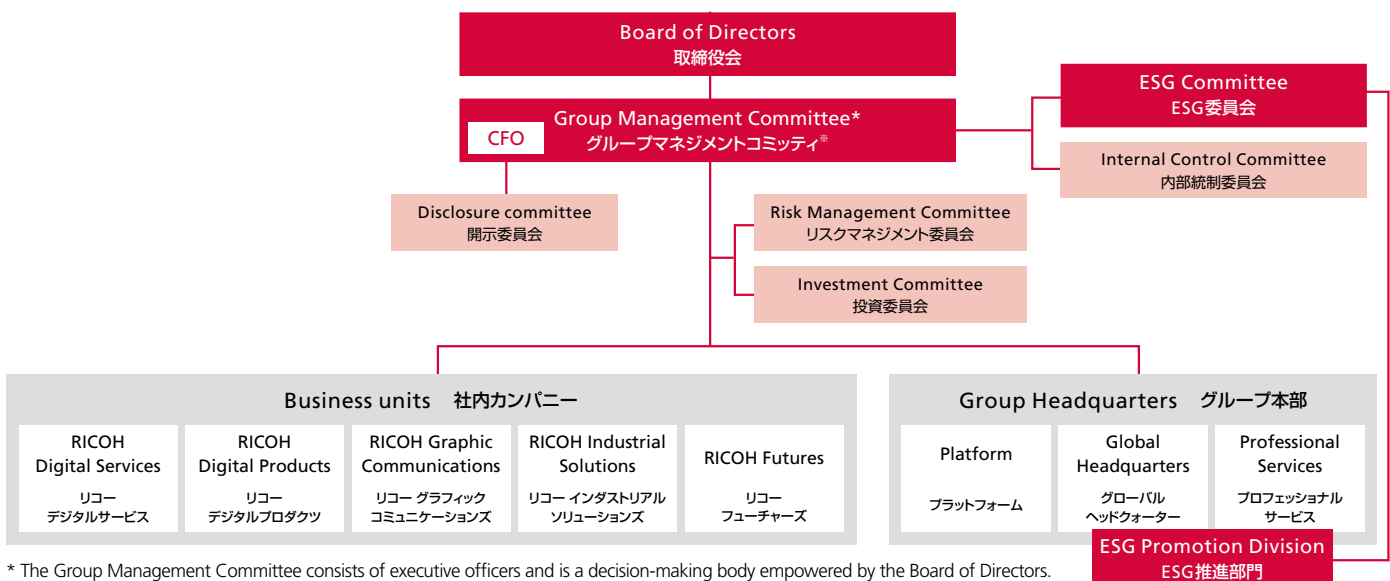 Board of Directors
取締役会
Group Management Committee*
グループマネジメントコミッティ※
CFO
ESG Committee
ESG委員会
Internal Control Committee
内部統制委員会
Disclosure committee
開示委員会
Risk Management Committee
リスクマネジメント委員会
Investment Committee
投資委員会
Business units 社内カンパニー
RICOH
Digital Services
リコー
デジタルサービス
RICOH
Digital Products
リコー
デジタルプロダクツ
RICOH Graphic
Communications
リコー グラフィック
コミュニケーションズ
RICOH Industrial
Solutions
リコー インダストリアル
ソリューションズ
RICOH Futures
リコー
フューチャーズ
Group Headquarters グループ本部
Platform
プラットフォーム
Global
Headquarters
グローバル
ヘッドクォーター
Professional
Services
プロフェッショナル
サービス
ESG Promotion Division
ESG推進部門
* The Group Management Committee consists of executive officers and is a decision-making body empowered by the Board of Directors.